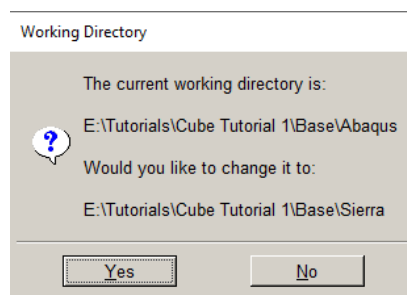 Working Directory
The current working directory is:
E:\Tutorials\Cube Tutorial 1\Base\Abaqus
Would you like to change it to:
E:\Tutorials\Cube Tutorial 1\Base\Sierra
Yes
No